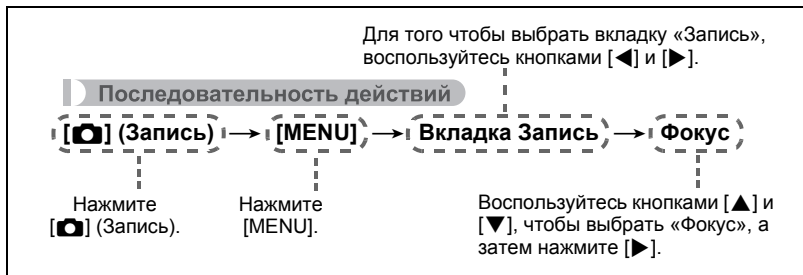 Для того чтобы выбрать вкладку «Запись»,
воспользуйтесь кнопками [◀] и [▶].
Последовательность действий
[📷] (Запись) → [MENU] → Вкладка Запись → Фокус
Нажмите
[📷] (Запись).
Нажмите
[MENU].
Воспользуйтесь кнопками [▲] и
[▼], чтобы выбрать «Фокус», а
затем нажмите [▶].